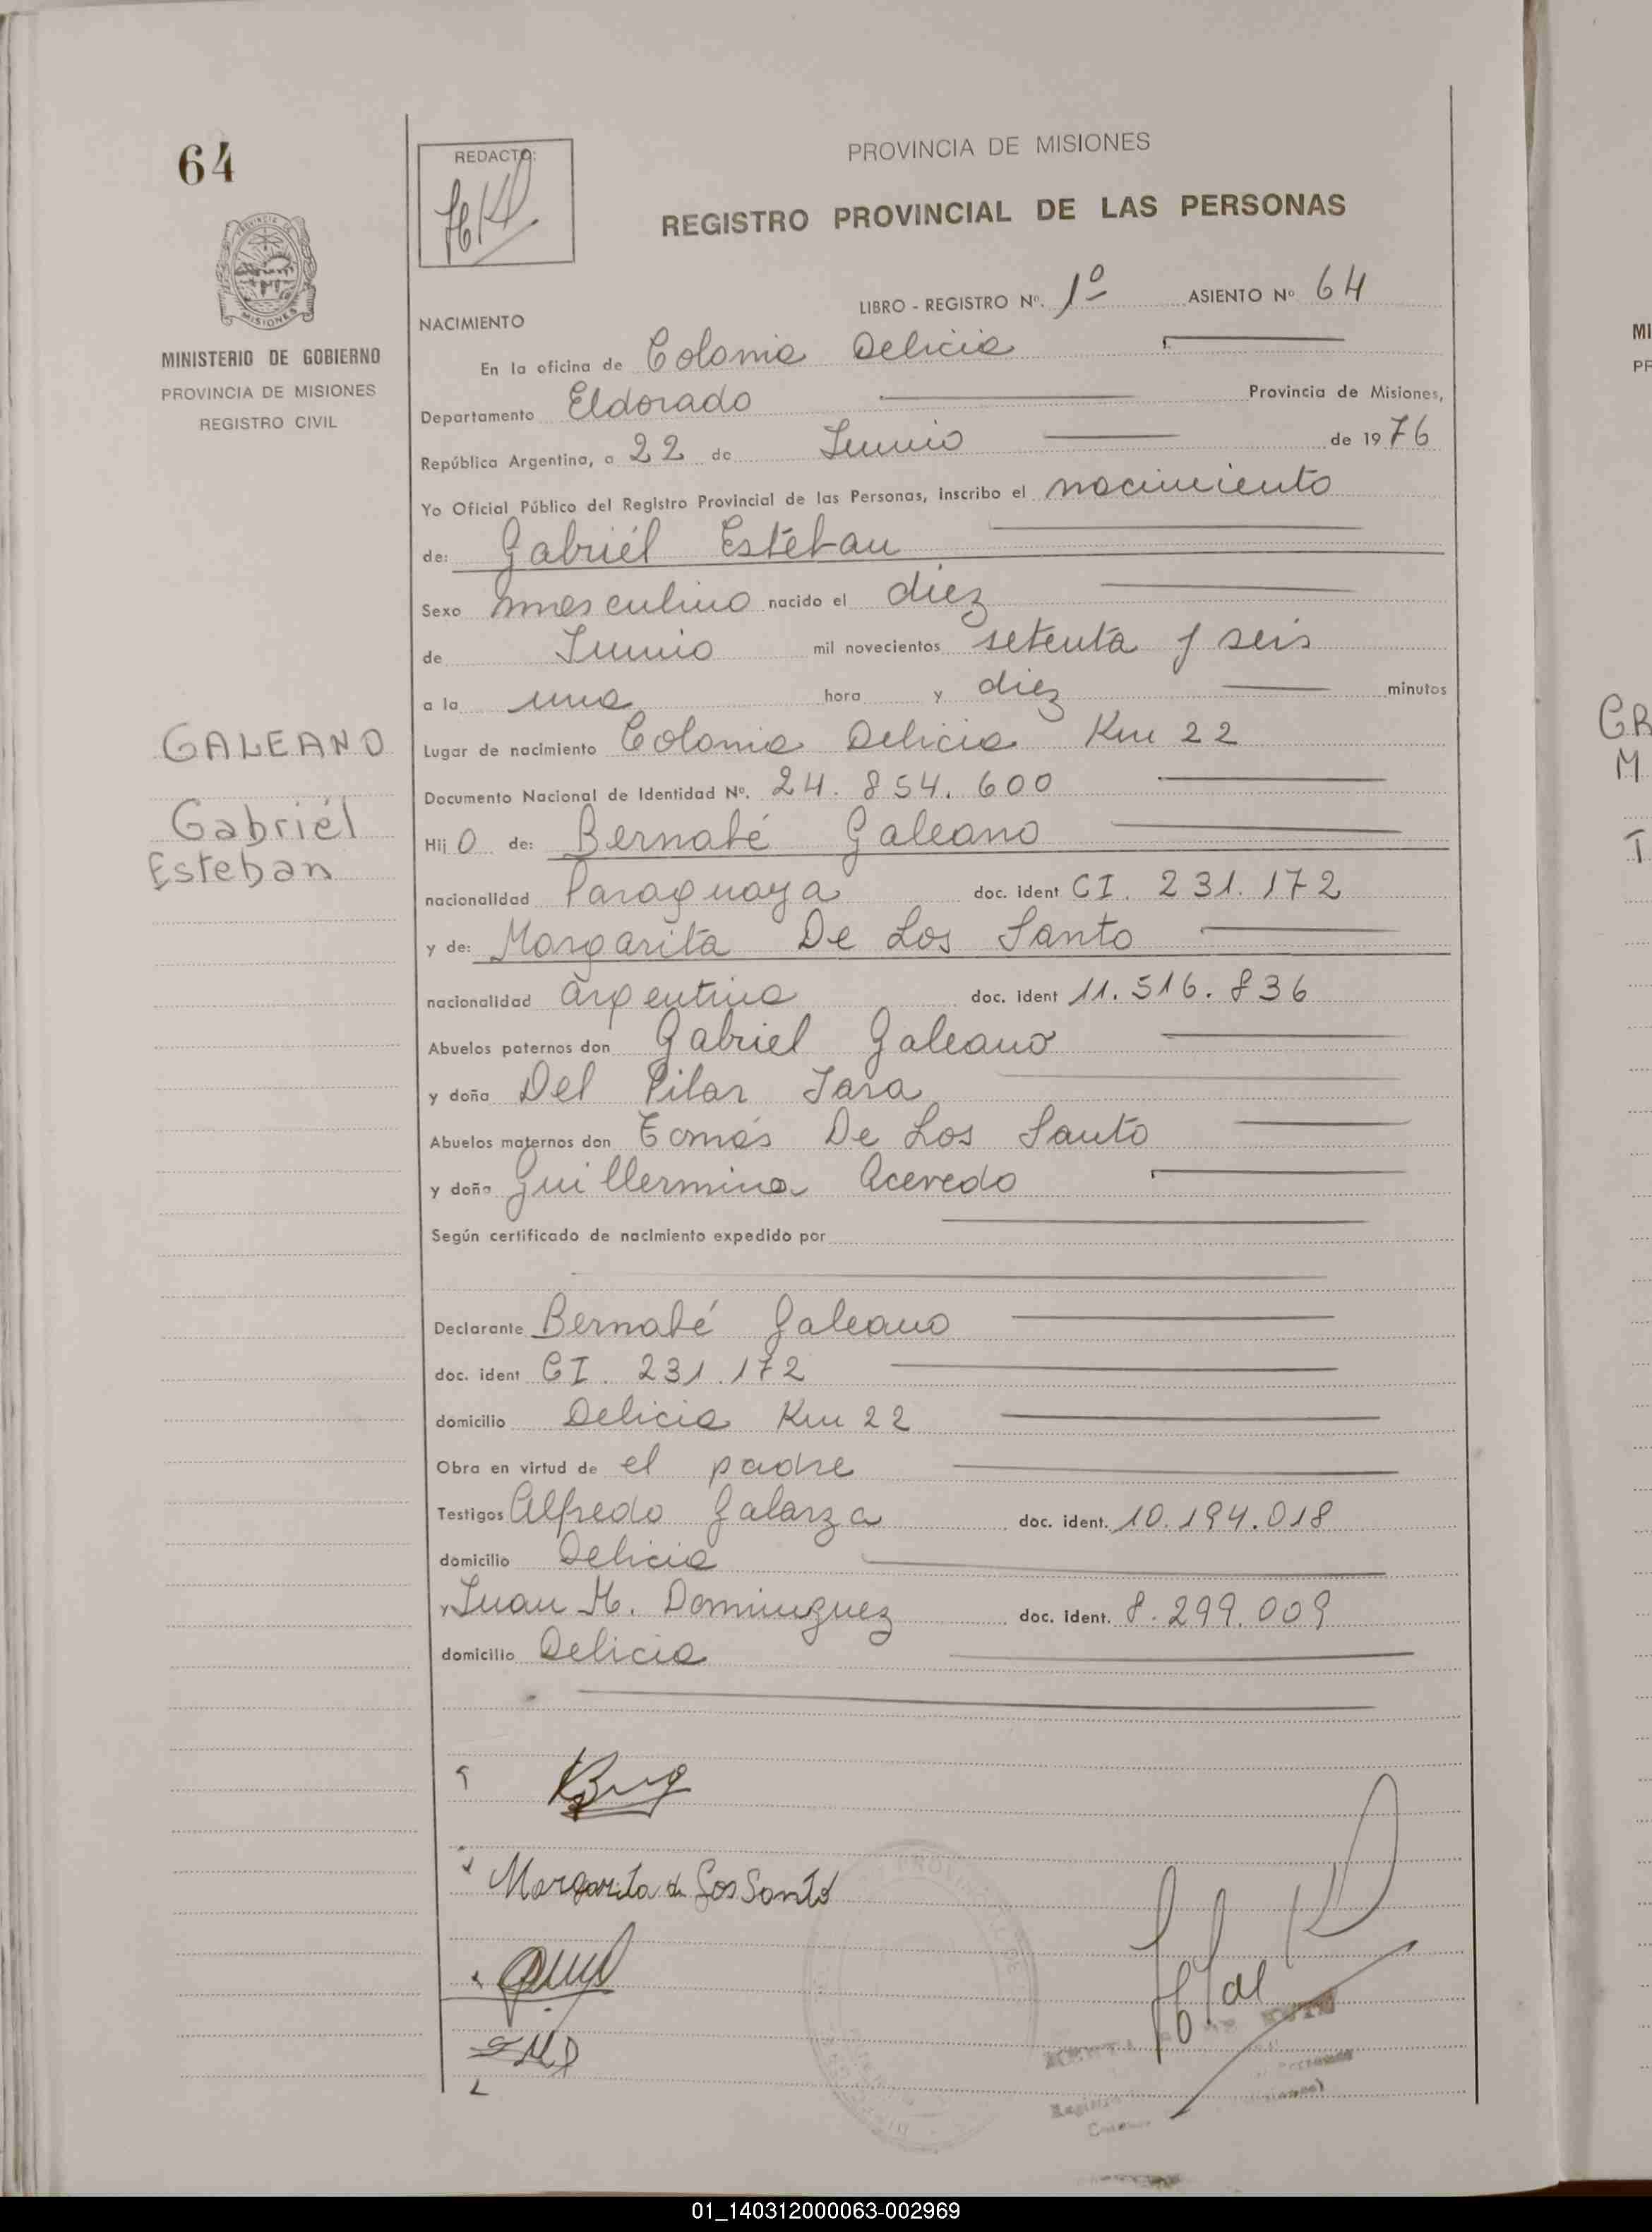 64
REDACTO:
PROVINCIA DE MISIONES
REGISTRO PROVINCIAL DE LAS PERSONAS
MISIONES
MINISTERIO DE GOBIERNO
PROVINCIA DE MISIONES
REGISTRO CIVIL
LIBRO - REGISTRO Nº. 1º ASIENTO Nº 64
NACIMIENTO
En la oficina de Colonia Delicia
Departamento Eldorado Provincia de Misiones,
República Argentina, a 22 de Junio de 1976
Yo Oficial Público del Registro Provincial de las Personas, inscribo el nacimiento
de: Gabriél Estéban
Sexo masculino nacido el diez
de Junio mil novecientos setenta y seis
a la una hora y diez minutos
GALEANO
Gabriél
Esteban
Lugar de nacimiento Colonia Delicia Km 22
Documento Nacional de Identidad Nº. 24.854.600
Hijo de: Bernabé Galeano
nacionalidad Paraguaya doc. ident CI. 231.172
y de: Margarita De Los Santo
nacionalidad argentina doc. ident 11.516.836
Abuelos paternos don Gabriel Galeano
y doña Del Pilar Jara
Abuelos maternos don Tomás De Los Santo
y doña Guillermina Acevedo
Según certificado de nacimiento expedido por
Declarante Bernabé Galeano
doc. ident CI. 231.172
domicilio Delicia Km 22
Obra en virtud de el padre
Testigos Alfredo Galarza doc. ident. 10.194.018
domicilio Delicia
y Juan H. Dominguez doc. ident. 8.299.009
domicilio Delicia
Margarita de Los Santo
01_140312000063-002969